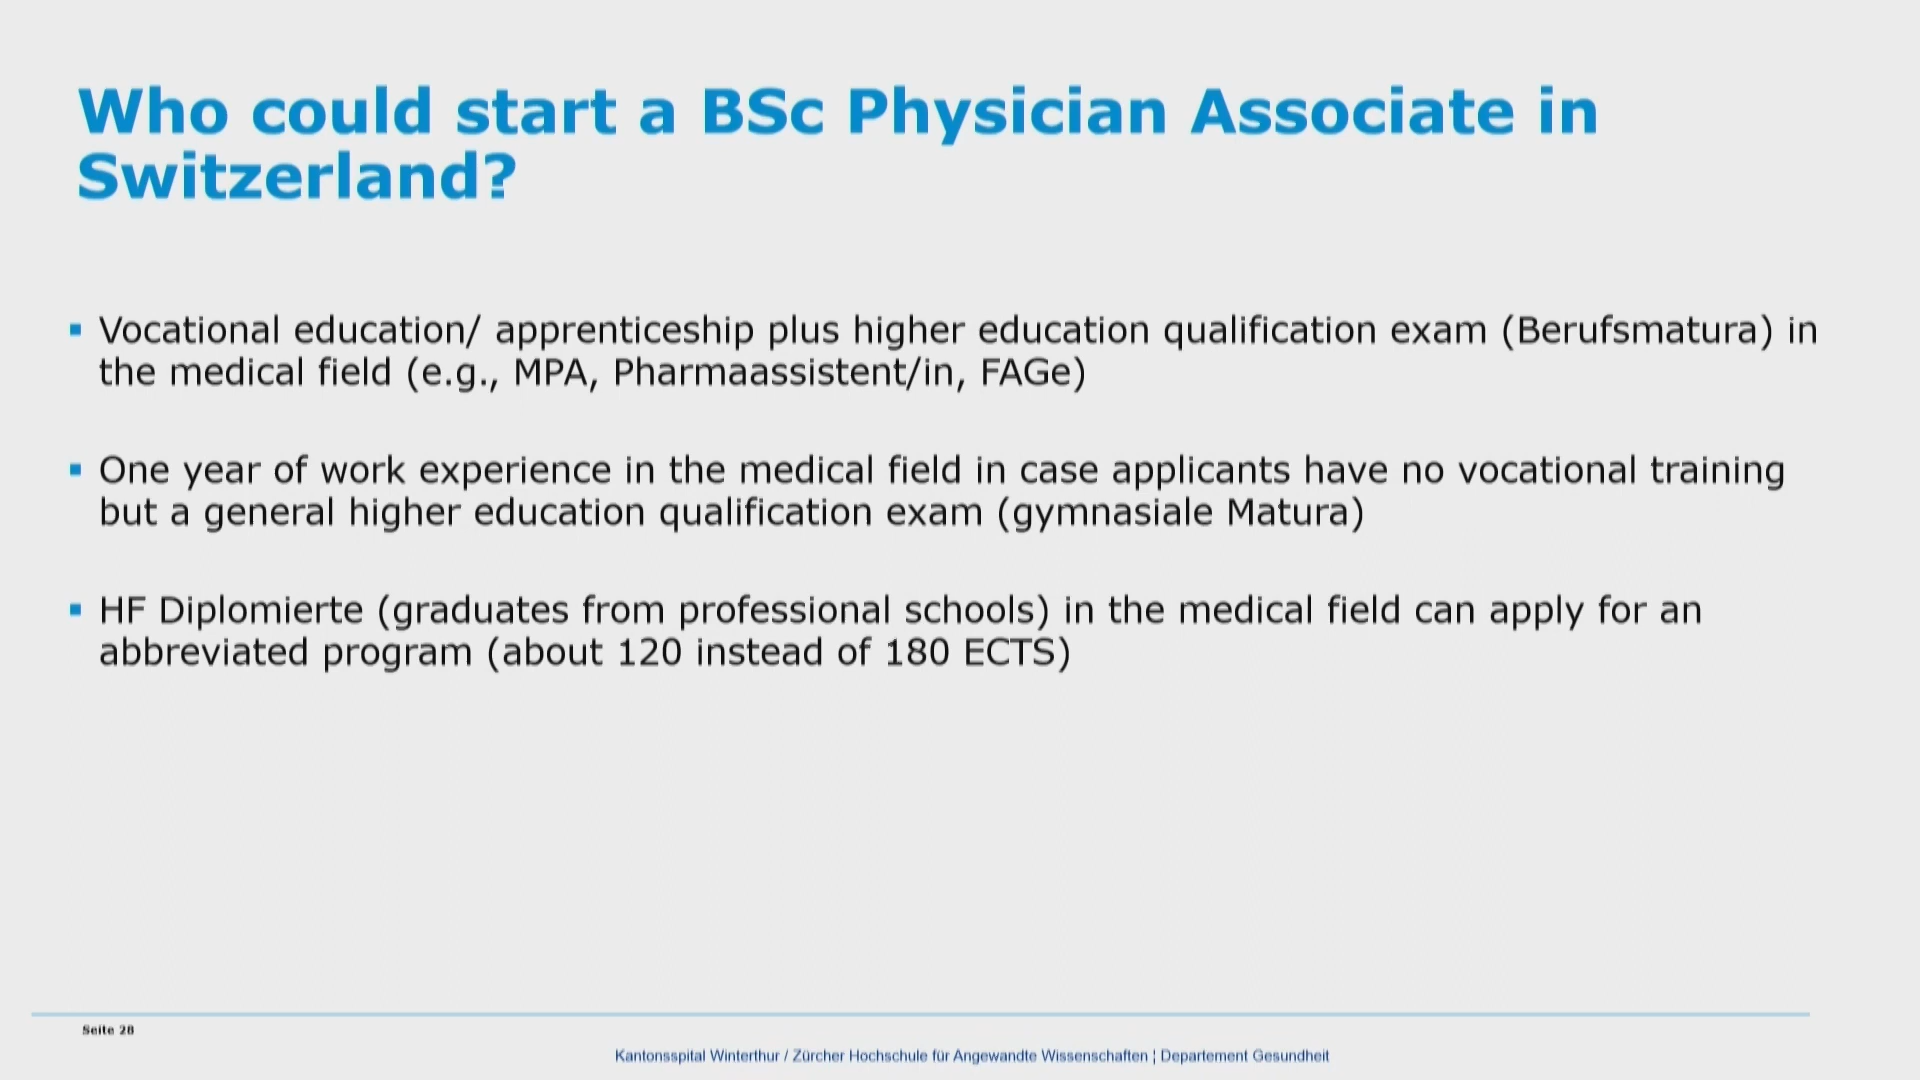 Who could start a BSc Physician Associate in
Switzerland?
▪ Vocational education/ apprenticeship plus higher education qualification exam (Berufsmatura) in
the medical field (e.g., MPA, Pharmaassistent/in, FAGe)
▪ One year of work experience in the medical field in case applicants have no vocational training
but a general higher education qualification exam (gymnasiale Matura)
▪ HF Diplomierte (graduates from professional schools) in the medical field can apply for an
abbreviated program (about 120 instead of 180 ECTS)
Seite 28
Kantonsspital Winterthur / Zürcher Hochschule für Angewandte Wissenschaften ¦ Departement Gesundheit